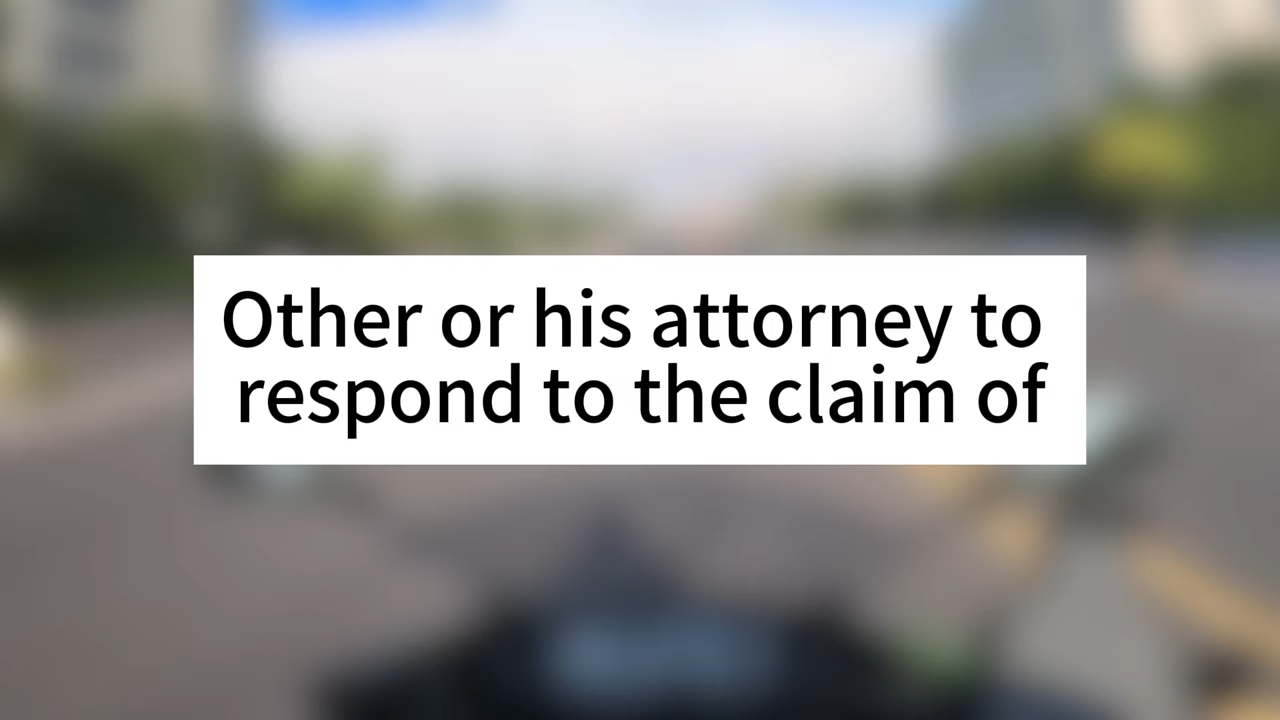 Other or his attorney to
respond to the claim of